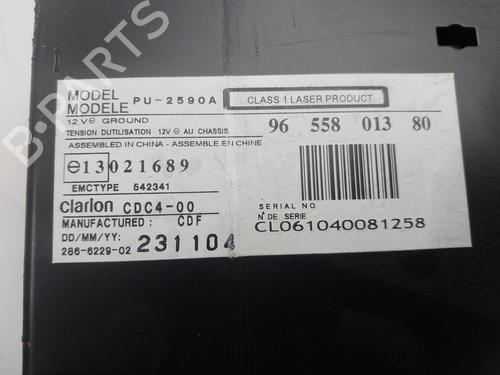 MODEL
MODELE PU-2590A CLASS 1 LASER PRODUCT
12V⊖ GROUND
TENSION DUTILISATION 12V ⊖ AU CHASSIS 96 558 013 80
ASSEMBLED IN CHINA - ASSEMBLE EN CHINE
⊖13021689
EMCTYPE 542341
clarion CDC4-00 SERIAL NO.
MANUFACTURED: CDF N° DE SERIE
DD/MM/YY: 231104 CL061040081258
286-6229-02
B-PARTS